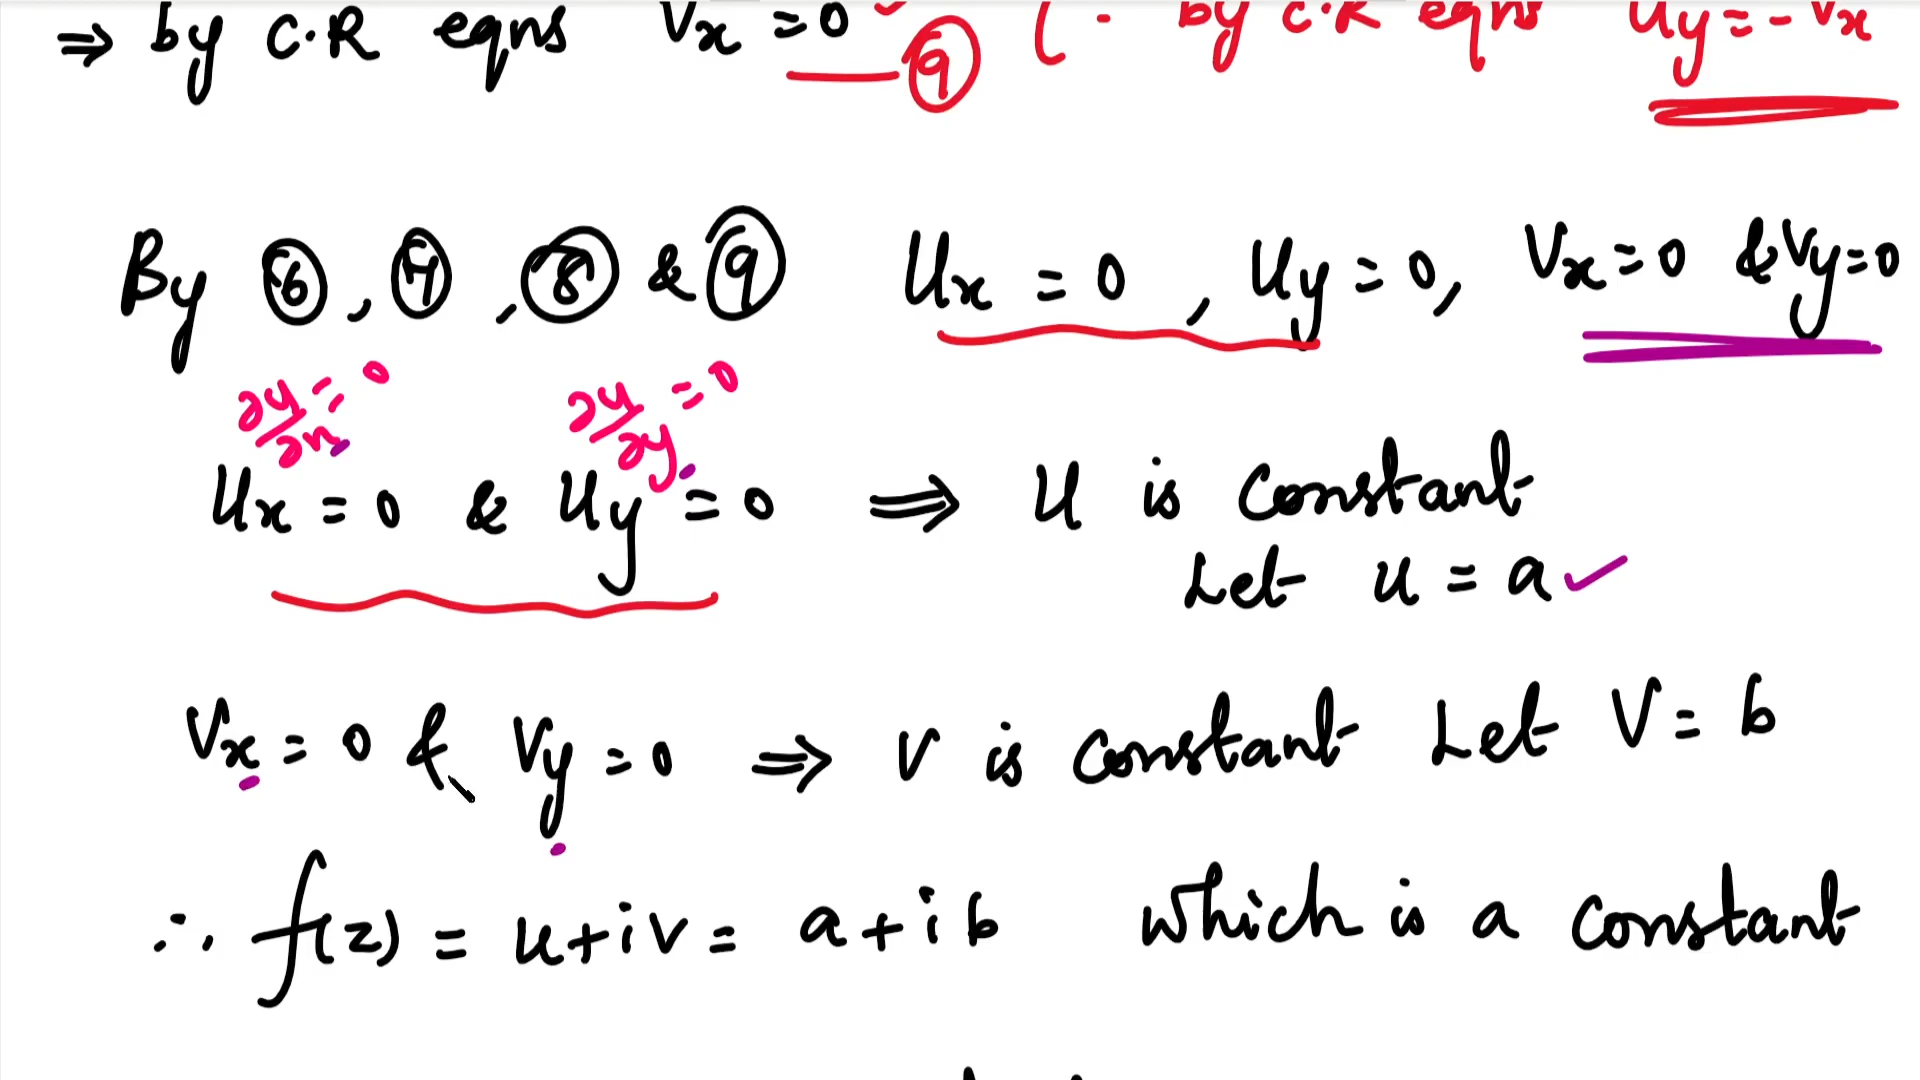 ⇒ by C.R eqns Vx = 0 ⑨ (∵ by C.R eqns Uy = -Vx
By ⑥, ⑦, ⑧ & ⑨ Ux = 0, Uy = 0, Vx = 0 & Vy = 0
∂u/∂x = 0 ∂u/∂y = 0
Ux = 0 & Uy = 0 ⇒ U is constant
Let u = a ✓
Vx = 0 & Vy = 0 ⇒ V is constant Let V = b
∴ f(z) = u + iv = a + ib which is a constant